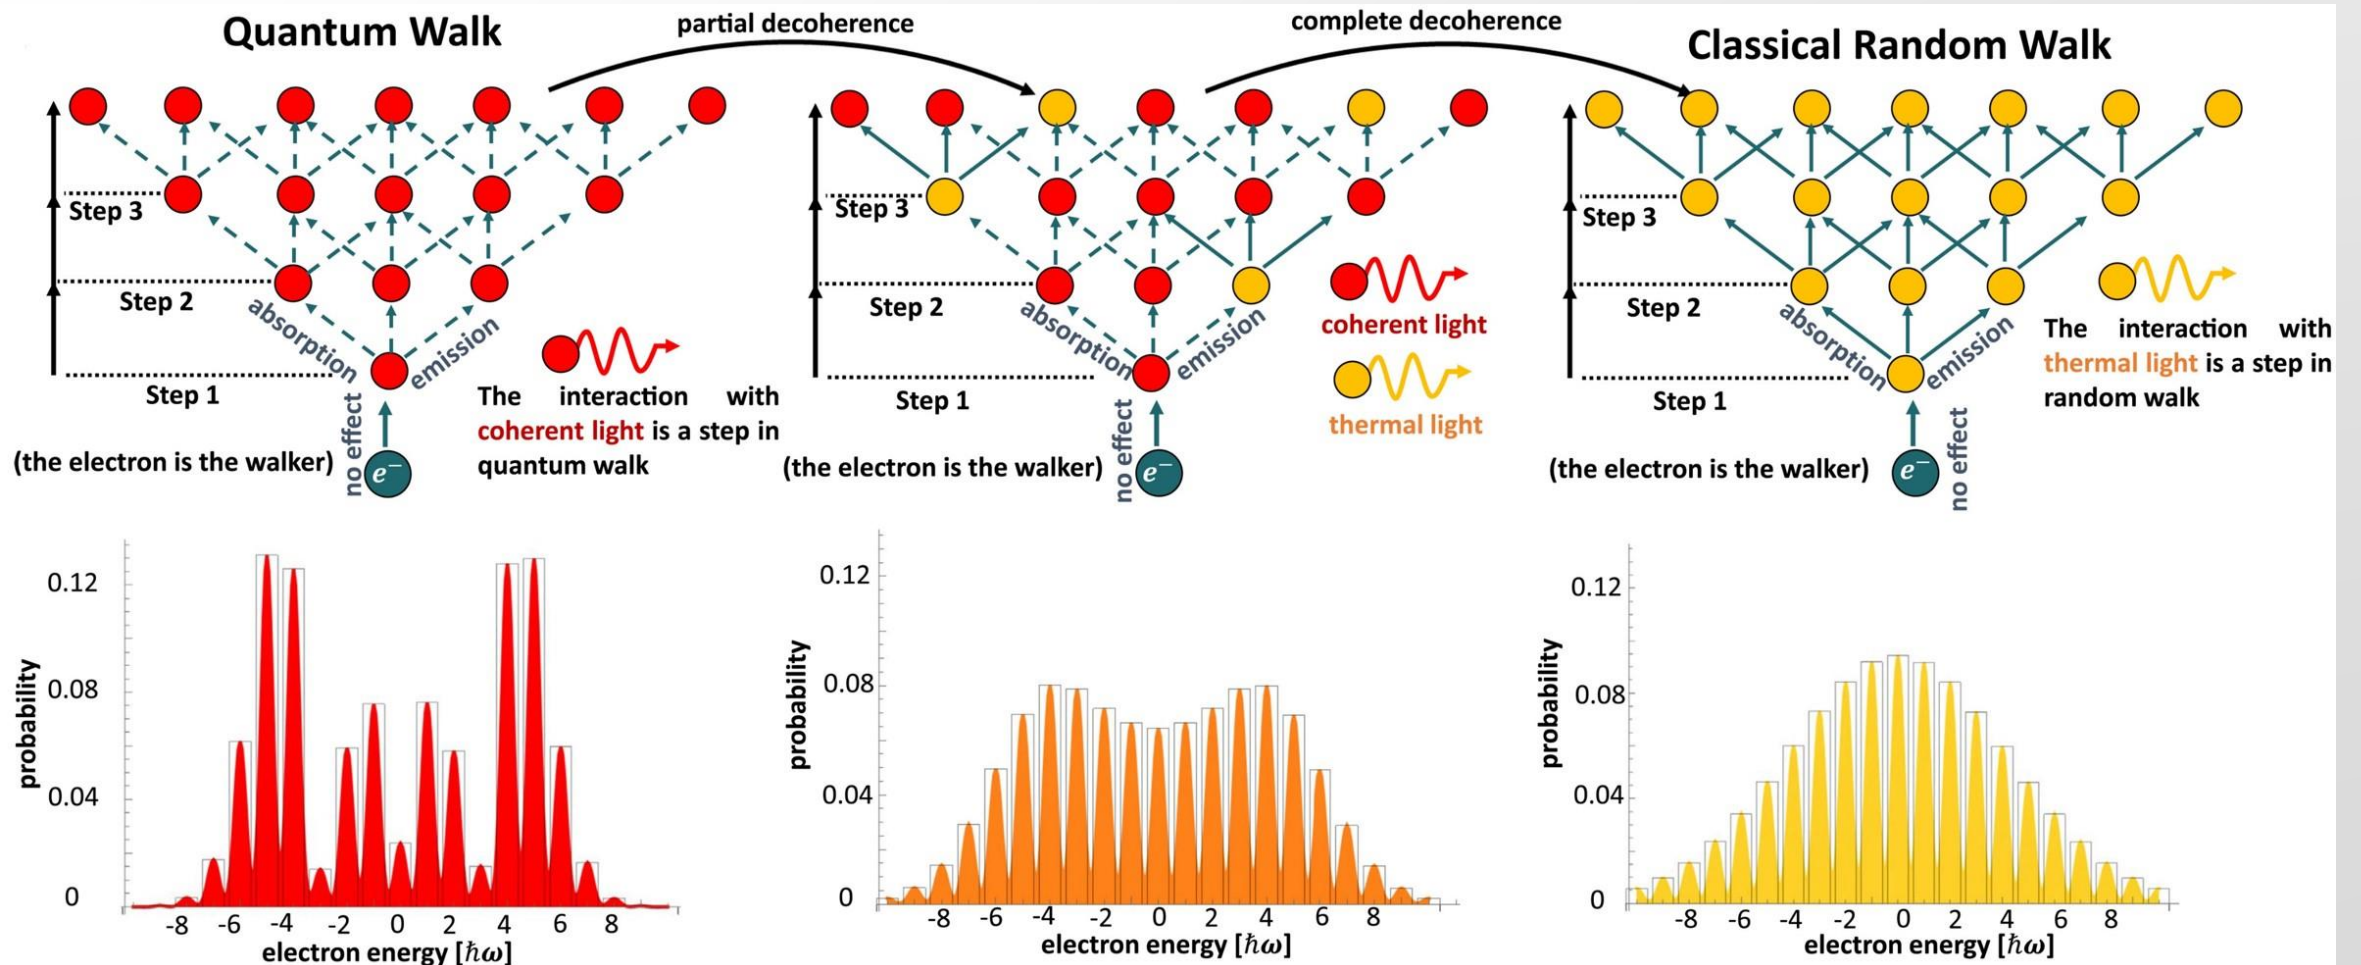 Quantum Walk
partial decoherence
complete decoherence
Classical Random Walk
Step 3
Step 2
Step 1
absorption
no effect
emission
(the electron is the walker)
e⁻
The interaction with
coherent light is a step in
quantum walk
Step 3
Step 2
Step 1
absorption
no effect
emission
(the electron is the walker)
e⁻
coherent light
thermal light
Step 3
Step 2
Step 1
absorption
emission
no effect
(the electron is the walker)
e⁻
The interaction with
thermal light is a step in
random walk
probability
0.12
0.08
0.04
0
-8 -6 -4 -2 0 2 4 6 8
electron energy [ℏω]
probability
0.12
0.08
0.04
0
-8 -6 -4 -2 0 2 4 6 8
electron energy [ℏω]
probability
0.12
0.08
0.04
0
-8 -6 -4 -2 0 2 4 6 8
electron energy [ℏω]